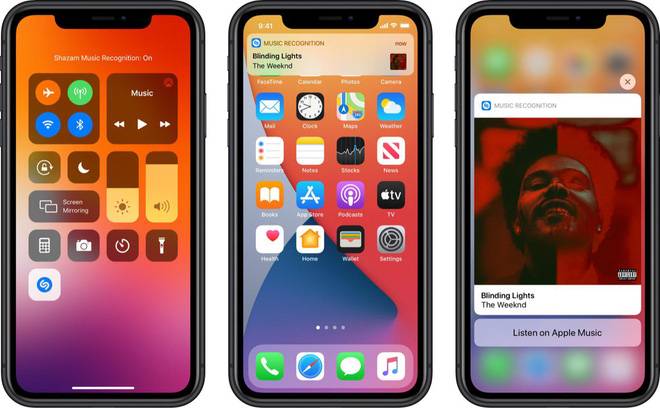 Shazam Music Recognition: On
Music
Screen
Mirroring
9:41
MUSIC RECOGNITION
now
Blinding Lights
The Weeknd
FaceTime
Calendar
Photos
Camera
Mail
Clock
Maps
Weather
Reminders
Notes
Stocks
News
tv
Books
App Store
Podcasts
TV
Health
Home
Wallet
Settings
MUSIC RECOGNITION
Blinding Lights
The Weeknd
Listen on Apple Music